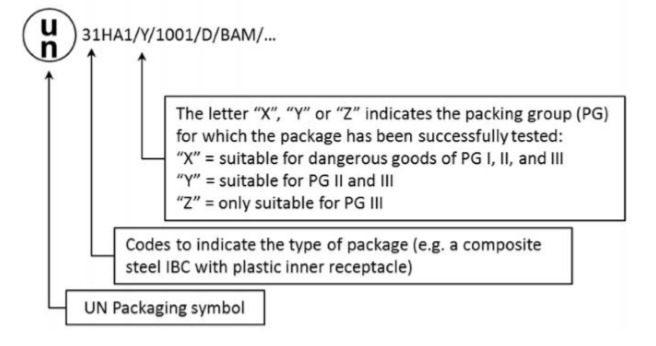 u
n
31HA1/Y/1001/D/BAM/...
The letter “X”, “Y” or “Z” indicates the packing group (PG)
for which the package has been successfully tested:
“X” = suitable for dangerous goods of PG I, II, and III
“Y” = suitable for PG II and III
“Z” = only suitable for PG III
Codes to indicate the type of package (e.g. a composite
steel IBC with plastic inner receptacle)
UN Packaging symbol